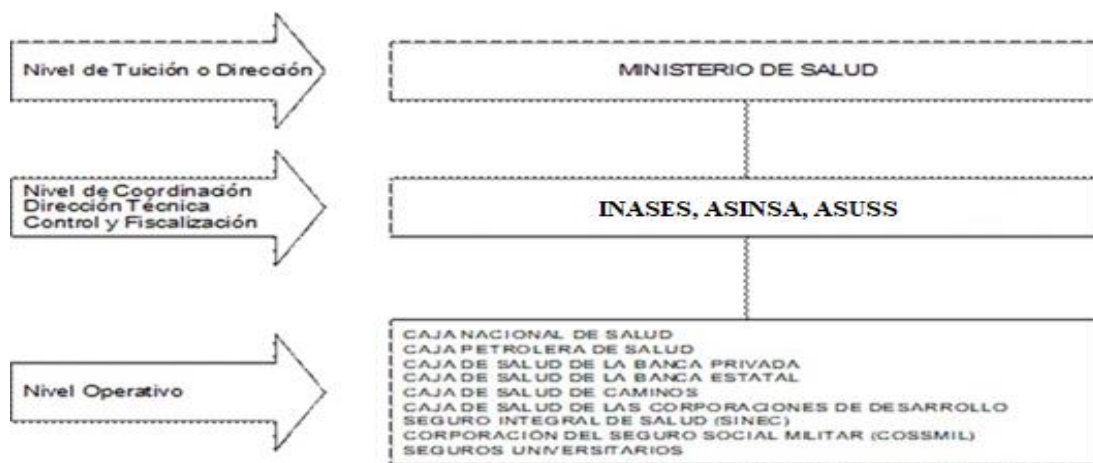 Nivel de Tuición o Dirección
MINISTERIO DE SALUD
Nivel de Coordinación
Dirección Técnica
Control y Fiscalización
INASES, ASINSA, ASUSS
Nivel Operativo
CAJA NACIONAL DE SALUD
CAJA PETROLERA DE SALUD
CAJA DE SALUD DE LA BANCA PRIVADA
CAJA DE SALUD DE LA BANCA ESTATAL
CAJA DE SALUD DE CAMINOS
CAJA DE SALUD DE LAS CORPORACIONES DE DESARROLLO
SEGURO INTEGRAL DE SALUD (SINEC)
CORPORACIÓN DEL SEGURO SOCIAL MILITAR (COSSMIL)
SEGUROS UNIVERSITARIOS